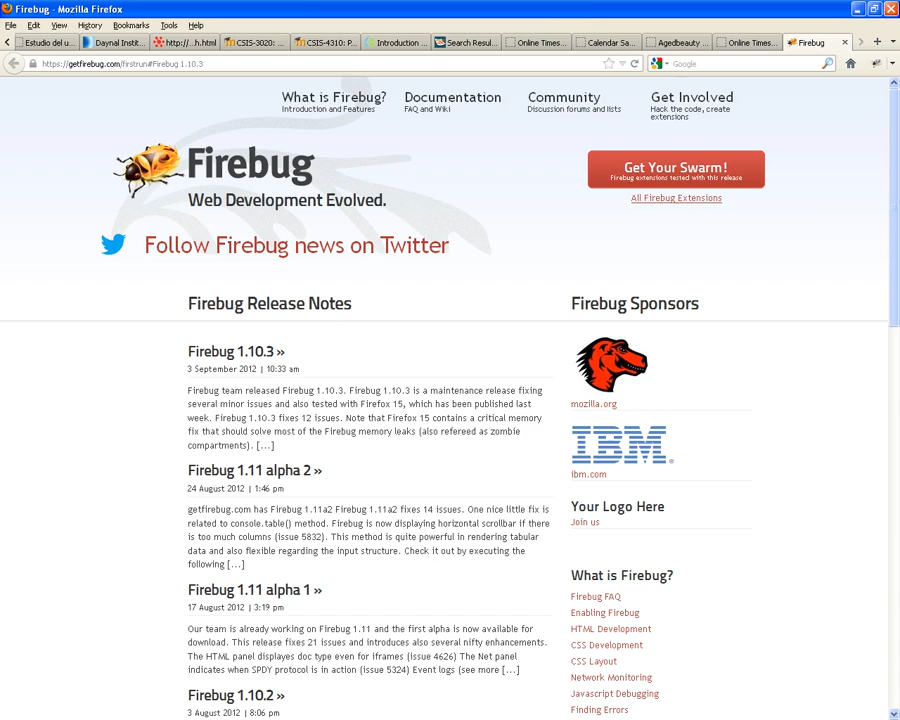 Firebug - Mozilla Firefox
File Edit View History Bookmarks Tools Help
Estudio del u... Daynal Instit... http://...h.html CSIS-3020: ... CSIS-4310: P... Introduction ... Search Resul... Online Times... Calendar Sa... Agedbeauty ... Online Times... Firebug
https://getfirebug.com/firstrun#Firebug 1.10.3
Google
What is Firebug? Documentation Community Get Involved
Introduction and Features FAQ and Wiki Discussion forums and lists Hack the code, create
extensions
Firebug
Web Development Evolved.
Get Your Swarm!
Firebug extensions tested with this release
All Firebug Extensions
Follow Firebug news on Twitter
Firebug Release Notes
Firebug 1.10.3 »
3 September 2012 | 10:33 am
Firebug team released Firebug 1.10.3. Firebug 1.10.3 is a maintenance release fixing
several minor issues and also tested with Firefox 15, which has been published last
week. Firebug 1.10.3 fixes 12 issues. Note that Firefox 15 contains a critical memory
fix that should solve most of the Firebug memory leaks (also refereed as zombie
compartments). [...]
Firebug 1.11 alpha 2 »
24 August 2012 | 1:46 pm
getfirebug.com has Firebug 1.11a2 Firebug 1.11a2 fixes 14 issues. One nice little fix is
related to console.table() method. Firebug is now displaying horizontal scrollbar if there
is too much columns (issue 5832). This method is quite powerful in rendering tabular
data and also flexible regarding the input structure. Check it out by executing the
following [...]
Firebug 1.11 alpha 1 »
17 August 2012 | 3:19 pm
Our team is already working on Firebug 1.11 and the first alpha is now available for
download. This release fixes 21 issues and introduces also several nifty enhancements.
The HTML panel displayes doc type even for iframes (issue 4626) The Net panel
indicates when SPDY protocol is in action (issue 5324) Event logs (see more [...]
Firebug 1.10.2 »
3 August 2012 | 8:06 pm
Firebug Sponsors
mozilla.org
IBM®
ibm.com
Your Logo Here
Join us
What is Firebug?
Firebug FAQ
Enabling Firebug
HTML Development
CSS Development
CSS Layout
Network Monitoring
Javascript Debugging
Finding Errors